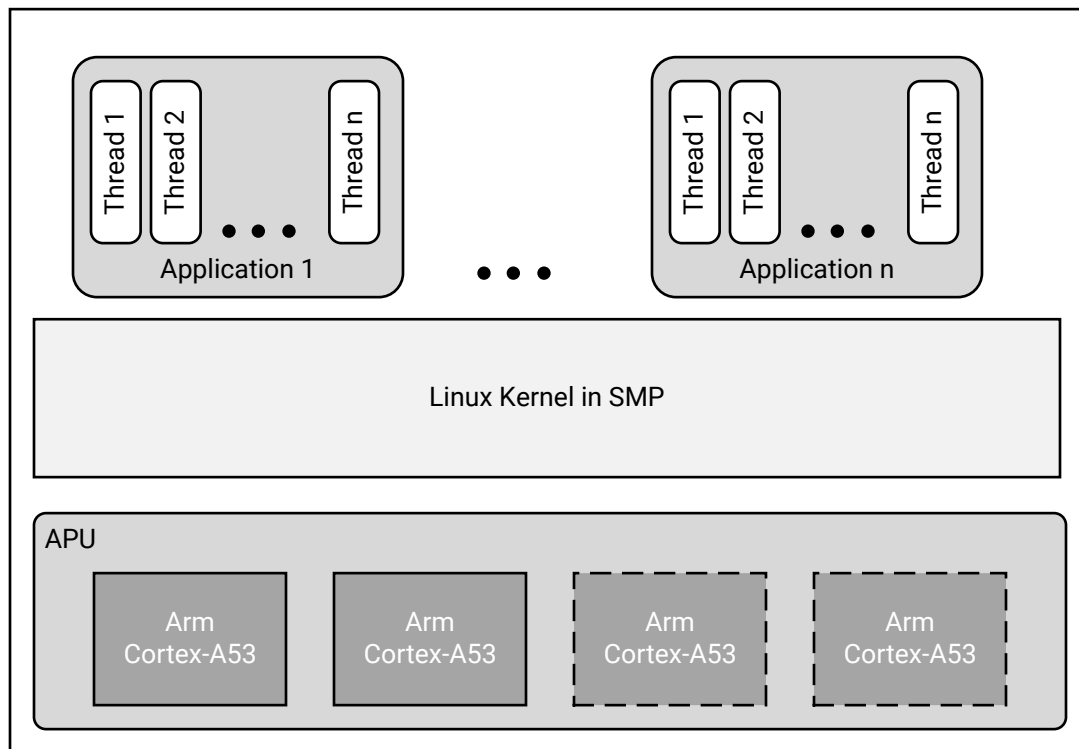 Thread 1
Thread 2
Thread n
Application 1
Thread 1
Thread 2
Thread n
Application n
Linux Kernel in SMP
APU
Arm
Cortex-A53
Arm
Cortex-A53
Arm
Cortex-A53
Arm
Cortex-A53